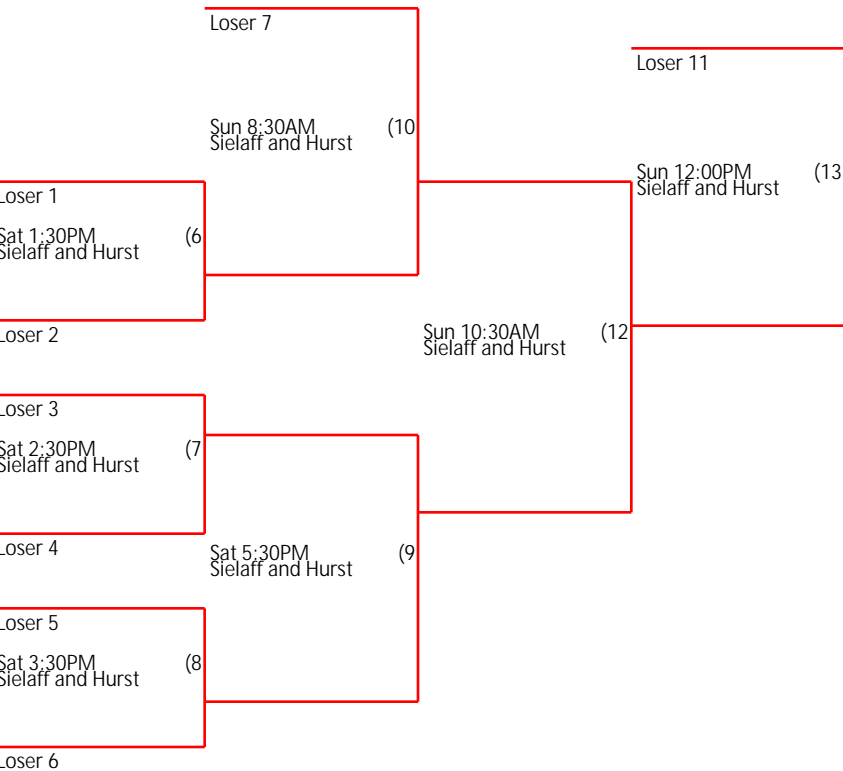 Loser 7
Loser 11
Sun 8:30AM (10
Sielaff and Hurst
Sun 12:00PM (13
Sielaff and Hurst
Loser 1
Sat 1:30PM (6
Sielaff and Hurst
Loser 2
Sun 10:30AM (12
Sielaff and Hurst
Loser 3
Sat 2:30PM (7
Sielaff and Hurst
Loser 4
Sat 5:30PM (9
Sielaff and Hurst
Loser 5
Sat 3:30PM (8
Sielaff and Hurst
Loser 6